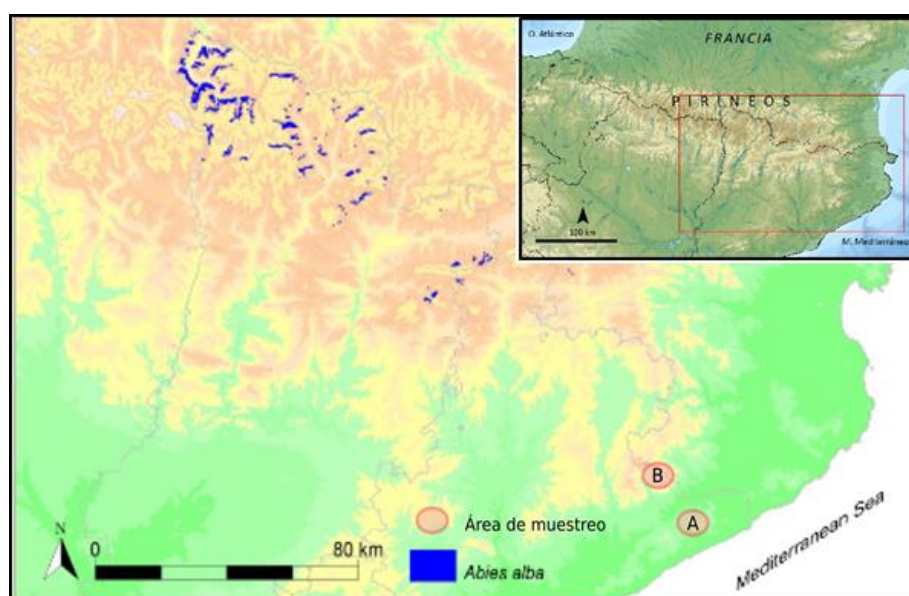 O. Atlántico
FRANCIA
PIRINEOS
100 km
M. Mediterráneo
B
A
Área de muestreo
Abies alba
N
0 80 km
Mediterranean Sea